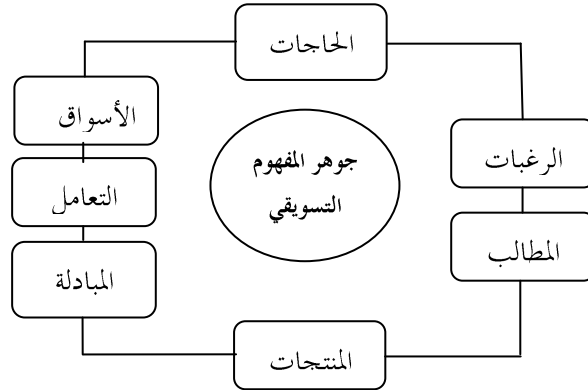 الحاجات
الأسواق
الرغبات
جوهر المفهوم
التسويقي
التعامل
المطالب
المبادلة
المنتجات